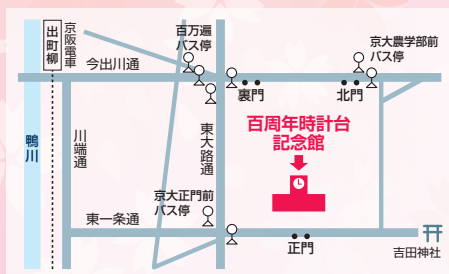 出町柳
京阪電車
百万遍
バス停
京大農学部前
バス停
今出川通
裏門
北門
鴨川
川端通
東大路通
百周年時計台
記念館
京大正門前
バス停
東一条通
正門
吉田神社